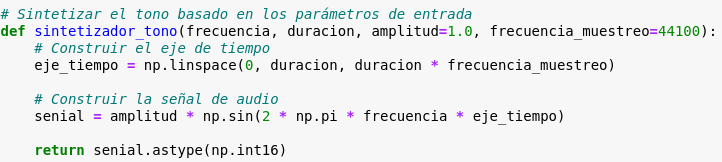 # Sintetizar el tono basado en los parámetros de entrada
def sintetizador_tono(frecuencia, duracion, amplitud=1.0, frecuencia_muestreo=44100):
    # Construir el eje de tiempo
    eje_tiempo = np.linspace(0, duracion, duracion * frecuencia_muestreo)

    # Construir la señal de audio
    senial = amplitud * np.sin(2 * np.pi * frecuencia * eje_tiempo)

    return senial.astype(np.int16)